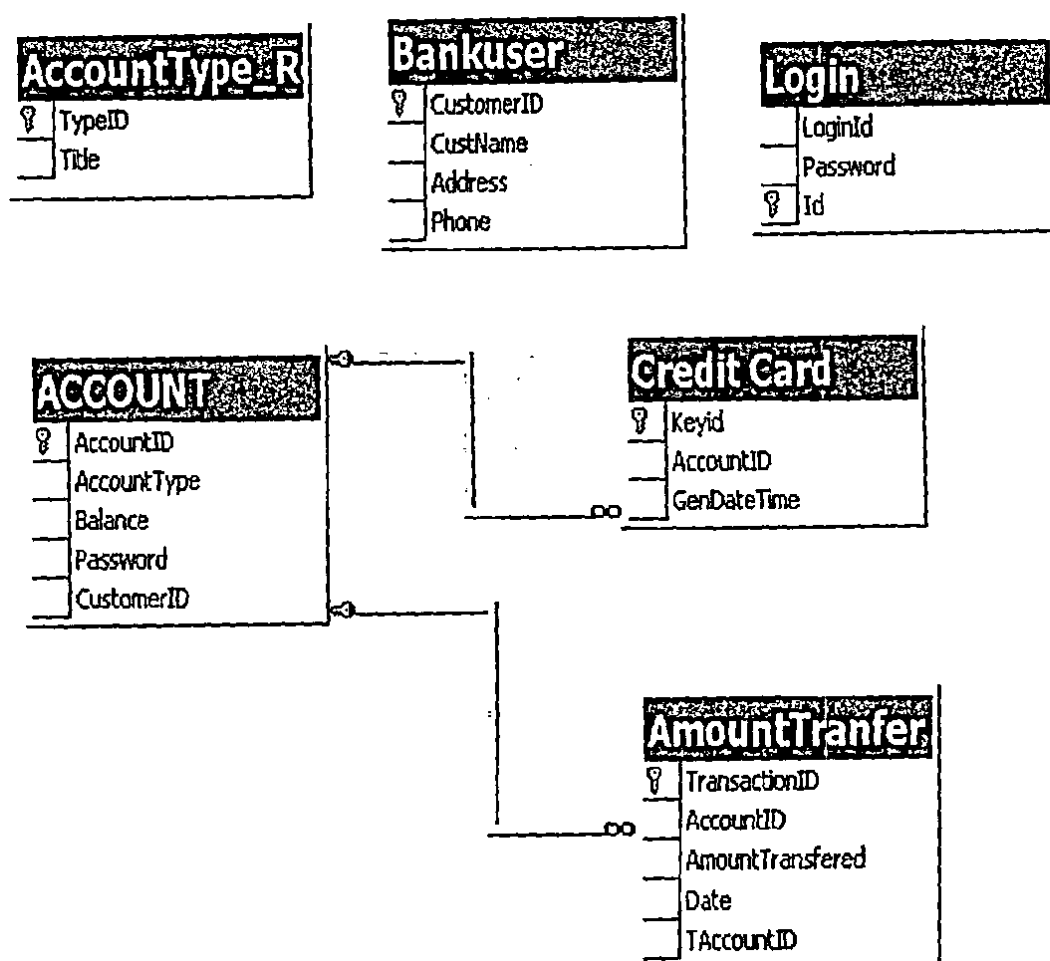 AccountType_R
TypeID
Title
Bankuser
CustomerID
CustName
Address
Phone
Login
LoginId
Password
Id
ACCOUNT
AccountID
AccountType
Balance
Password
CustomerID
Credit Card
Keyid
AccountID
GenDateTime
AmountTranfer
TransactionID
AccountID
AmountTransfered
Date
TAccountID